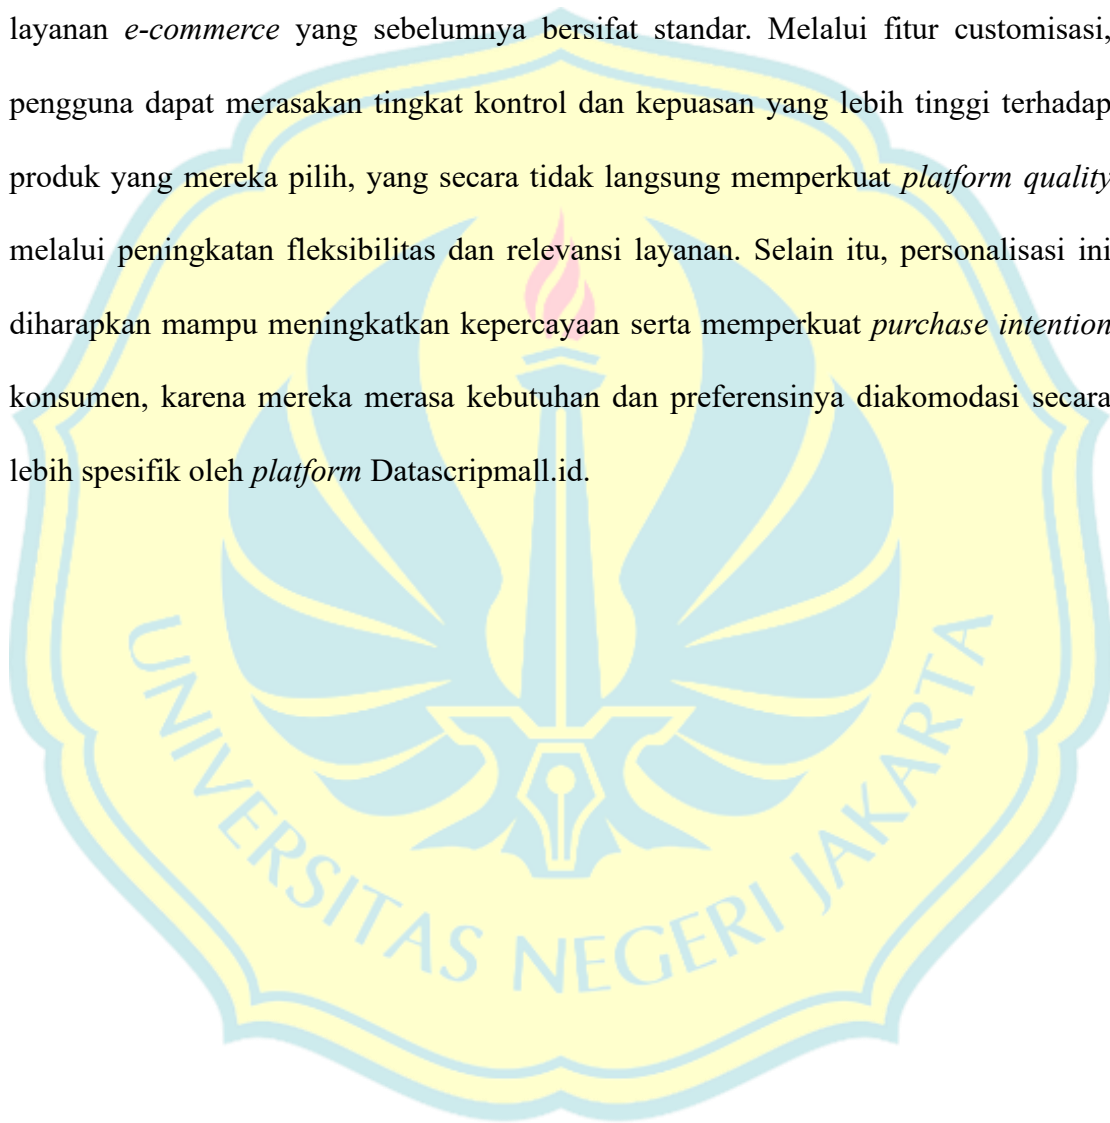 layanan e-commerce yang sebelumnya bersifat standar. Melalui fitur customisasi,
pengguna dapat merasakan tingkat kontrol dan kepuasan yang lebih tinggi terhadap
produk yang mereka pilih, yang secara tidak langsung memperkuat platform quality
melalui peningkatan fleksibilitas dan relevansi layanan. Selain itu, personalisasi ini
diharapkan mampu meningkatkan kepercayaan serta memperkuat purchase intention
konsumen, karena mereka merasa kebutuhan dan preferensinya diakomodasi secara
lebih spesifik oleh platform Datascripmall.id.
UNIVERSITAS NEGERI JAKARTA